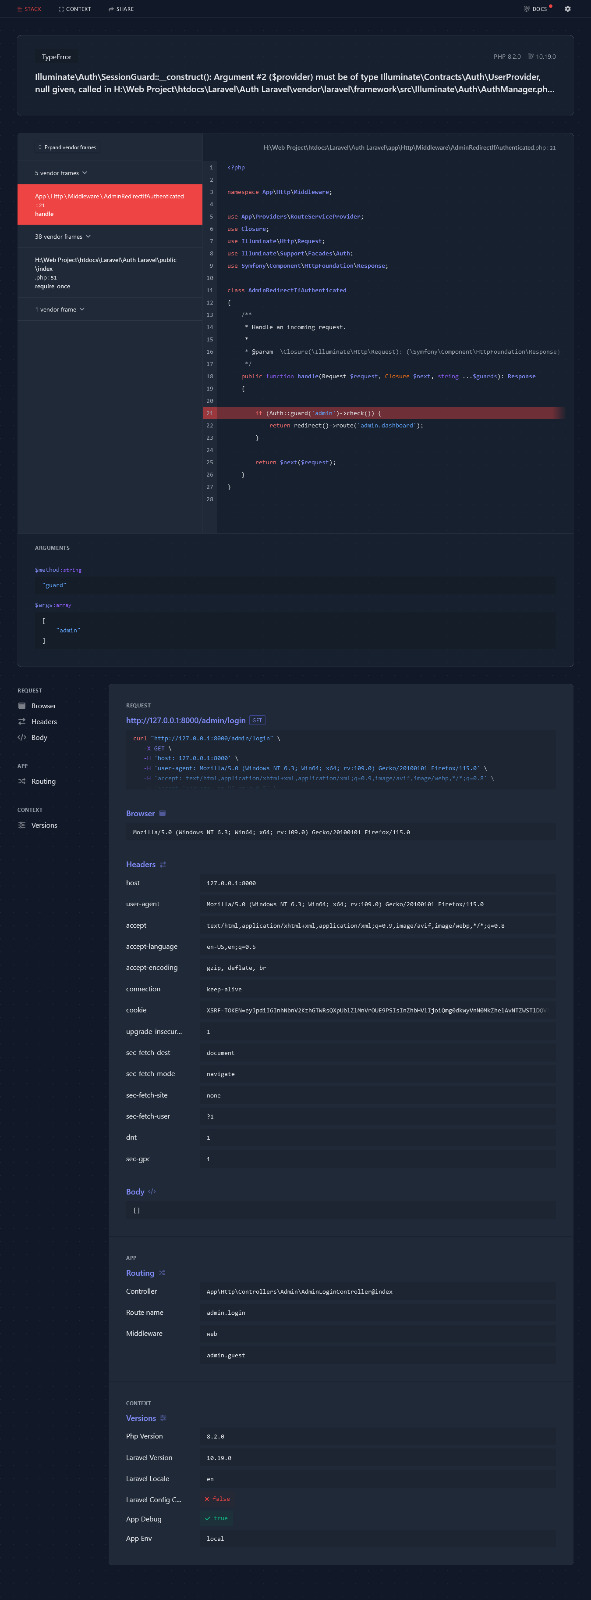 STACK
CONTEXT
SHARE
DOCS
TypeError
PHP 8.2.0
10.19.0
Illuminate\Auth\SessionGuard::__construct(): Argument #2 ($provider) must be of type Illuminate\Contracts\Auth\UserProvider,
null given, called in H:\Web Project\htdocs\Laravel\Auth Laravel\vendor\laravel\framework\src\Illuminate\Auth\AuthManager.ph...
Expand vendor frames
5 vendor frames
App\Http\Middleware\AdminRedirectIfAuthenticated
:21
handle
38 vendor frames
H:\Web Project\htdocs\Laravel\Auth Laravel\public
\index
.php:51
require_once
1 vendor frame
H:\Web Project\htdocs\Laravel\Auth Laravel\app\Http\Middleware\AdminRedirectIfAuthenticated.php:21
1 <?php
2
3 namespace App\Http\Middleware;
4
5 use App\Providers\RouteServiceProvider;
6 use Closure;
7 use Illuminate\Http\Request;
8 use Illuminate\Support\Facades\Auth;
9 use Symfony\Component\HttpFoundation\Response;
10
11 class AdminRedirectIfAuthenticated
12 {
13 /**
14 * Handle an incoming request.
15 *
16 * @param \Closure(\Illuminate\Http\Request): (\Symfony\Component\HttpFoundation\Response)
17 */
18 public function handle(Request $request, Closure $next, string ...$guards): Response
19 {
20
21 if (Auth::guard('admin')->check()) {
22 return redirect()->route('admin.dashboard');
23 }
24
25 return $next($request);
26 }
27 }
28
ARGUMENTS
$method:string
"guard"
$args:array
[
"admin"
]
REQUEST
Browser
Headers
Body
APP
Routing
CONTEXT
Versions
REQUEST
http://127.0.0.1:8000/admin/login GET
curl "http://127.0.0.1:8000/admin/login" \
-X GET \
-H 'host: 127.0.0.1:8000' \
-H 'user-agent: Mozilla/5.0 (Windows NT 6.3; Win64; x64; rv:109.0) Gecko/20100101 Firefox/115.0' \
-H 'accept: text/html,application/xhtml+xml,application/xml;q=0.9,image/avif,image/webp,*/*;q=0.8' \
Browser
Mozilla/5.0 (Windows NT 6.3; Win64; x64; rv:109.0) Gecko/20100101 Firefox/115.0
Headers
host 127.0.0.1:8000
user-agent Mozilla/5.0 (Windows NT 6.3; Win64; x64; rv:109.0) Gecko/20100101 Firefox/115.0
accept text/html,application/xhtml+xml,application/xml;q=0.9,image/avif,image/webp,*/*;q=0.8
accept-language en-US,en;q=0.5
accept-encoding gzip, deflate, br
connection keep-alive
cookie
upgrade-insecur... 1
sec-fetch-dest document
sec-fetch-mode navigate
sec-fetch-site none
sec-fetch-user ?1
dnt 1
sec-gpc 1
Body
[]
APP
Routing
Controller App\Http\Controllers\Admin\AdminLoginController@index
Route name admin.login
Middleware web
admin.guest
CONTEXT
Versions
Php Version 8.2.0
Laravel Version 10.19.0
Laravel Locale en
Laravel Config C... false
App Debug true
App Env local